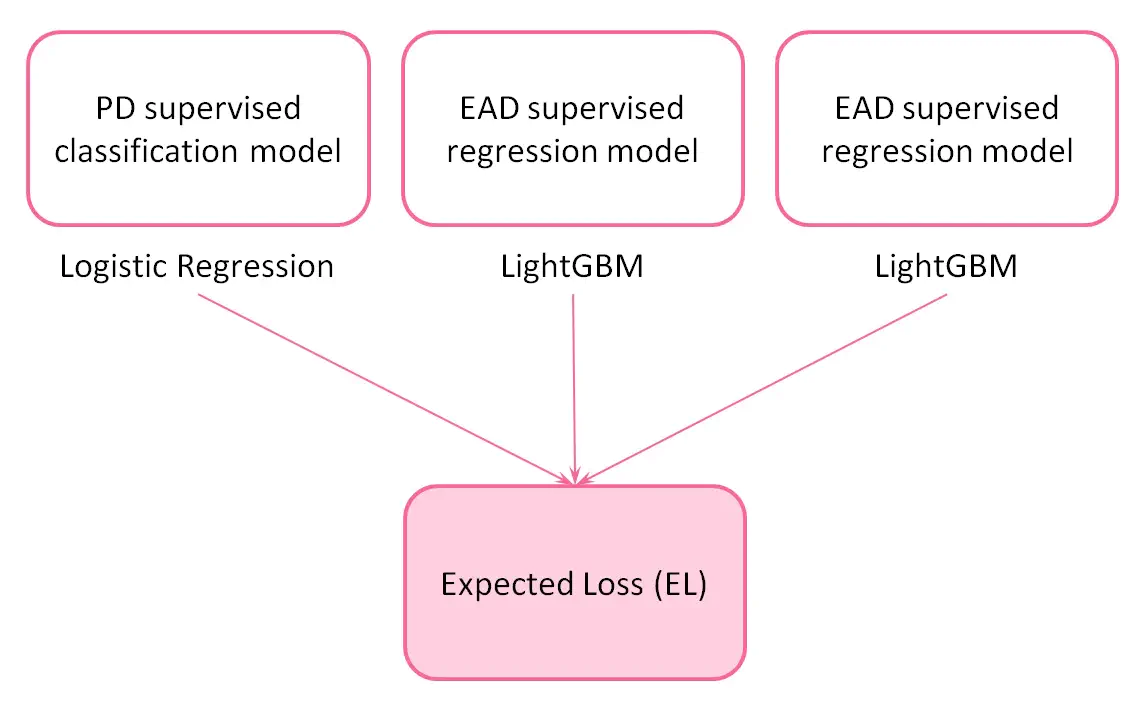 PD supervised
classification model
EAD supervised
regression model
EAD supervised
regression model
Logistic Regression
LightGBM
LightGBM
Expected Loss (EL)